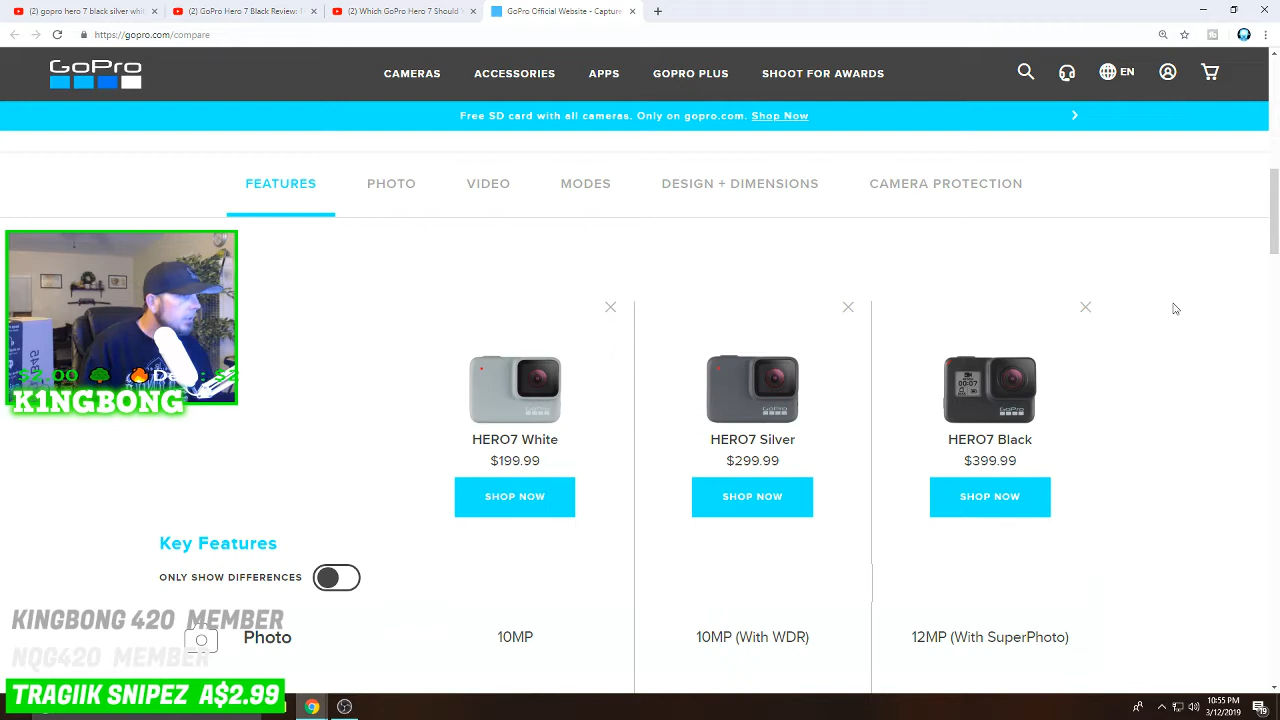 (2) gopro hero 7 black silver whi
(2) GoPro Hero 7 Black Review: 1
(2) Which GoPro Hero 7 Should
GoPro Official Website - Capture
https://gopro.com/compare
GoPro
CAMERAS
ACCESSORIES
APPS
GOPRO PLUS
SHOOT FOR AWARDS
EN
Free SD card with all cameras. Only on gopro.com. Shop Now
FEATURES
PHOTO
VIDEO
MODES
DESIGN + DIMENSIONS
CAMERA PROTECTION
$2.00
K1NGBONG
HERO7 White
$199.99
SHOP NOW
HERO7 Silver
$299.99
SHOP NOW
HERO7 Black
$399.99
SHOP NOW
Key Features
ONLY SHOW DIFFERENCES
Photo
10MP
10MP (With WDR)
12MP (With SuperPhoto)
KINGBONG 420 MEMBER
NQG420 MEMBER
TRAGIIK SNIPEZ A$2.99
10:55 PM
3/12/2019